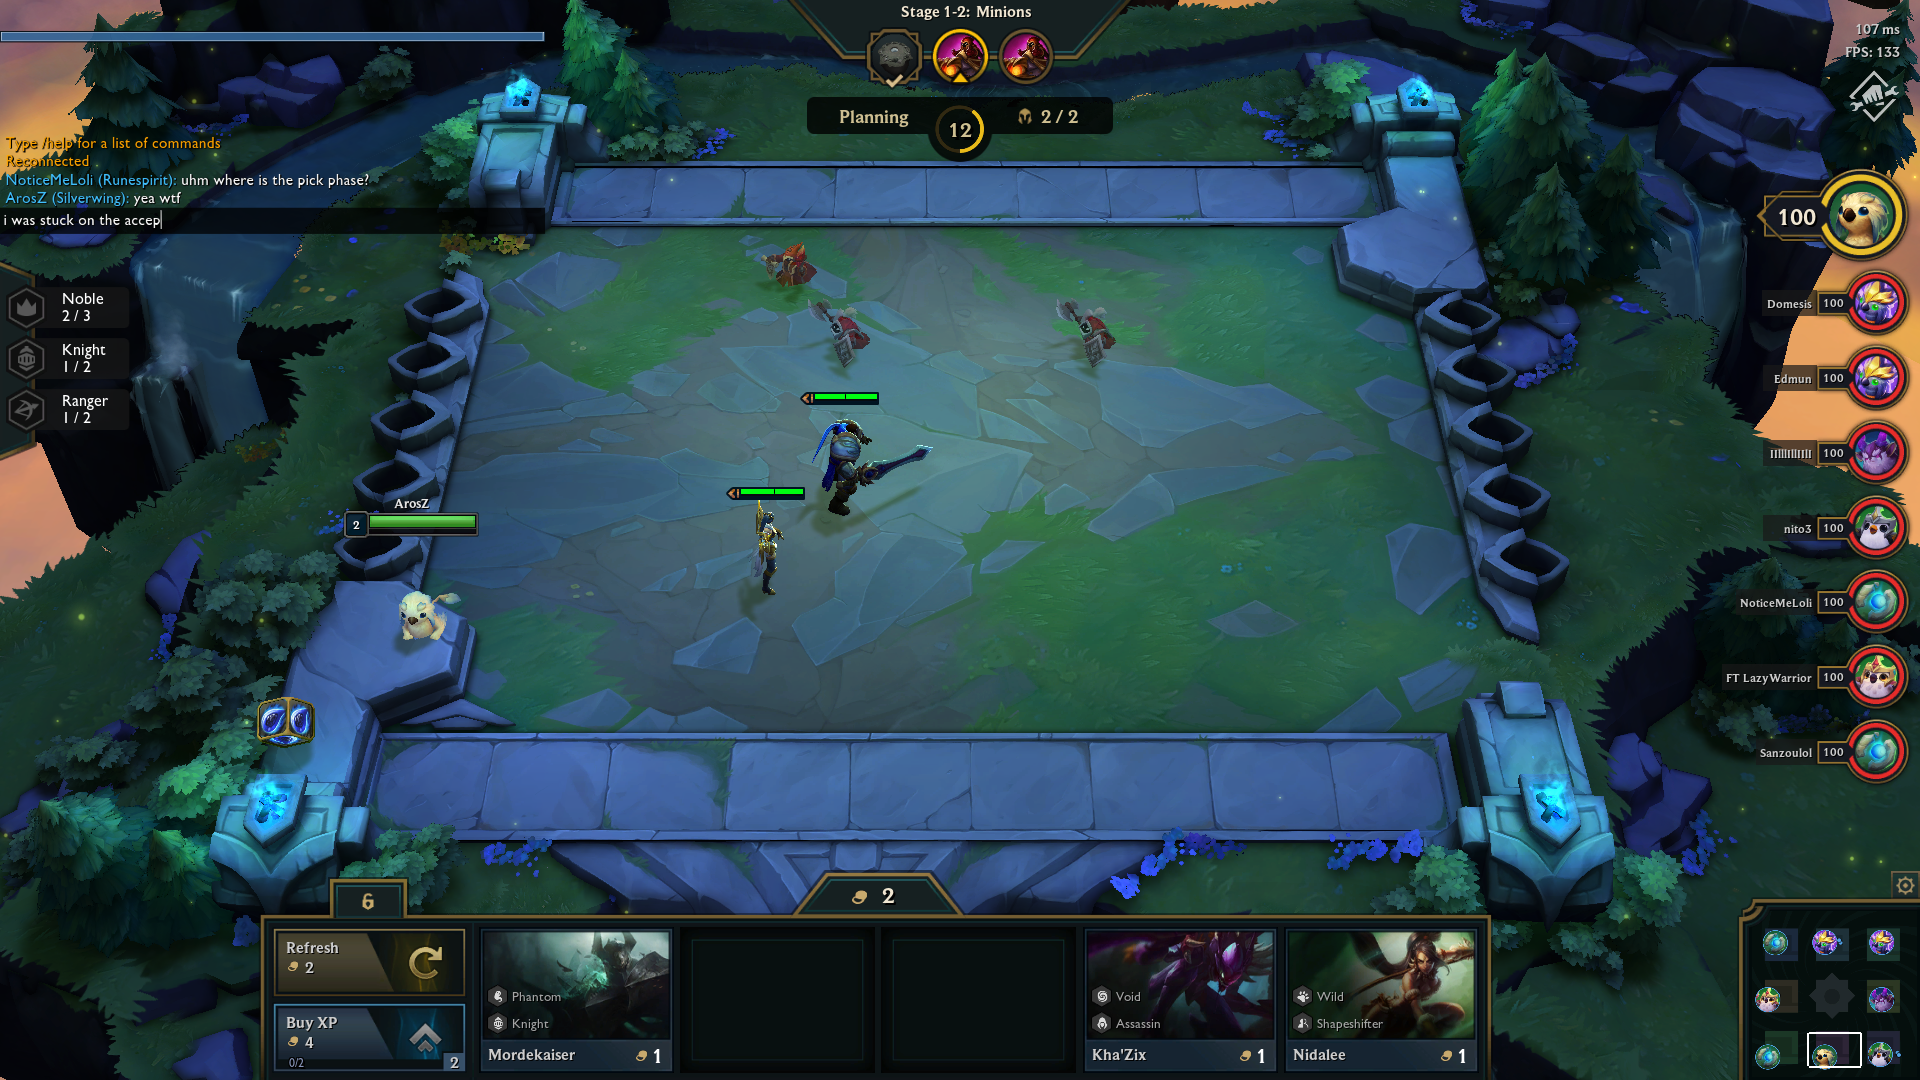 Stage 1-2: Minions
107 ms
FPS: 133
Planning
12
2 / 2
Type /help for a list of commands
Reconnected
NoticeMeLoli (Runespirit): uhm where is the pick phase?
ArosZ (Silverwing): yea wtf
i was stuck on the accep
100
Noble
2 / 3
Knight
1 / 2
Ranger
1 / 2
Domesis 100
Edmun 100
100
nito3 100
NoticeMeLoli 100
FT LazyWarrior 100
Sanzoulol 100
ArosZ
2
6
2
Refresh
2
Buy XP
4
0/2
2
Phantom
Knight
Mordekaiser 1
Void
Assassin
Kha'Zix 1
Wild
Shapeshifter
Nidalee 1